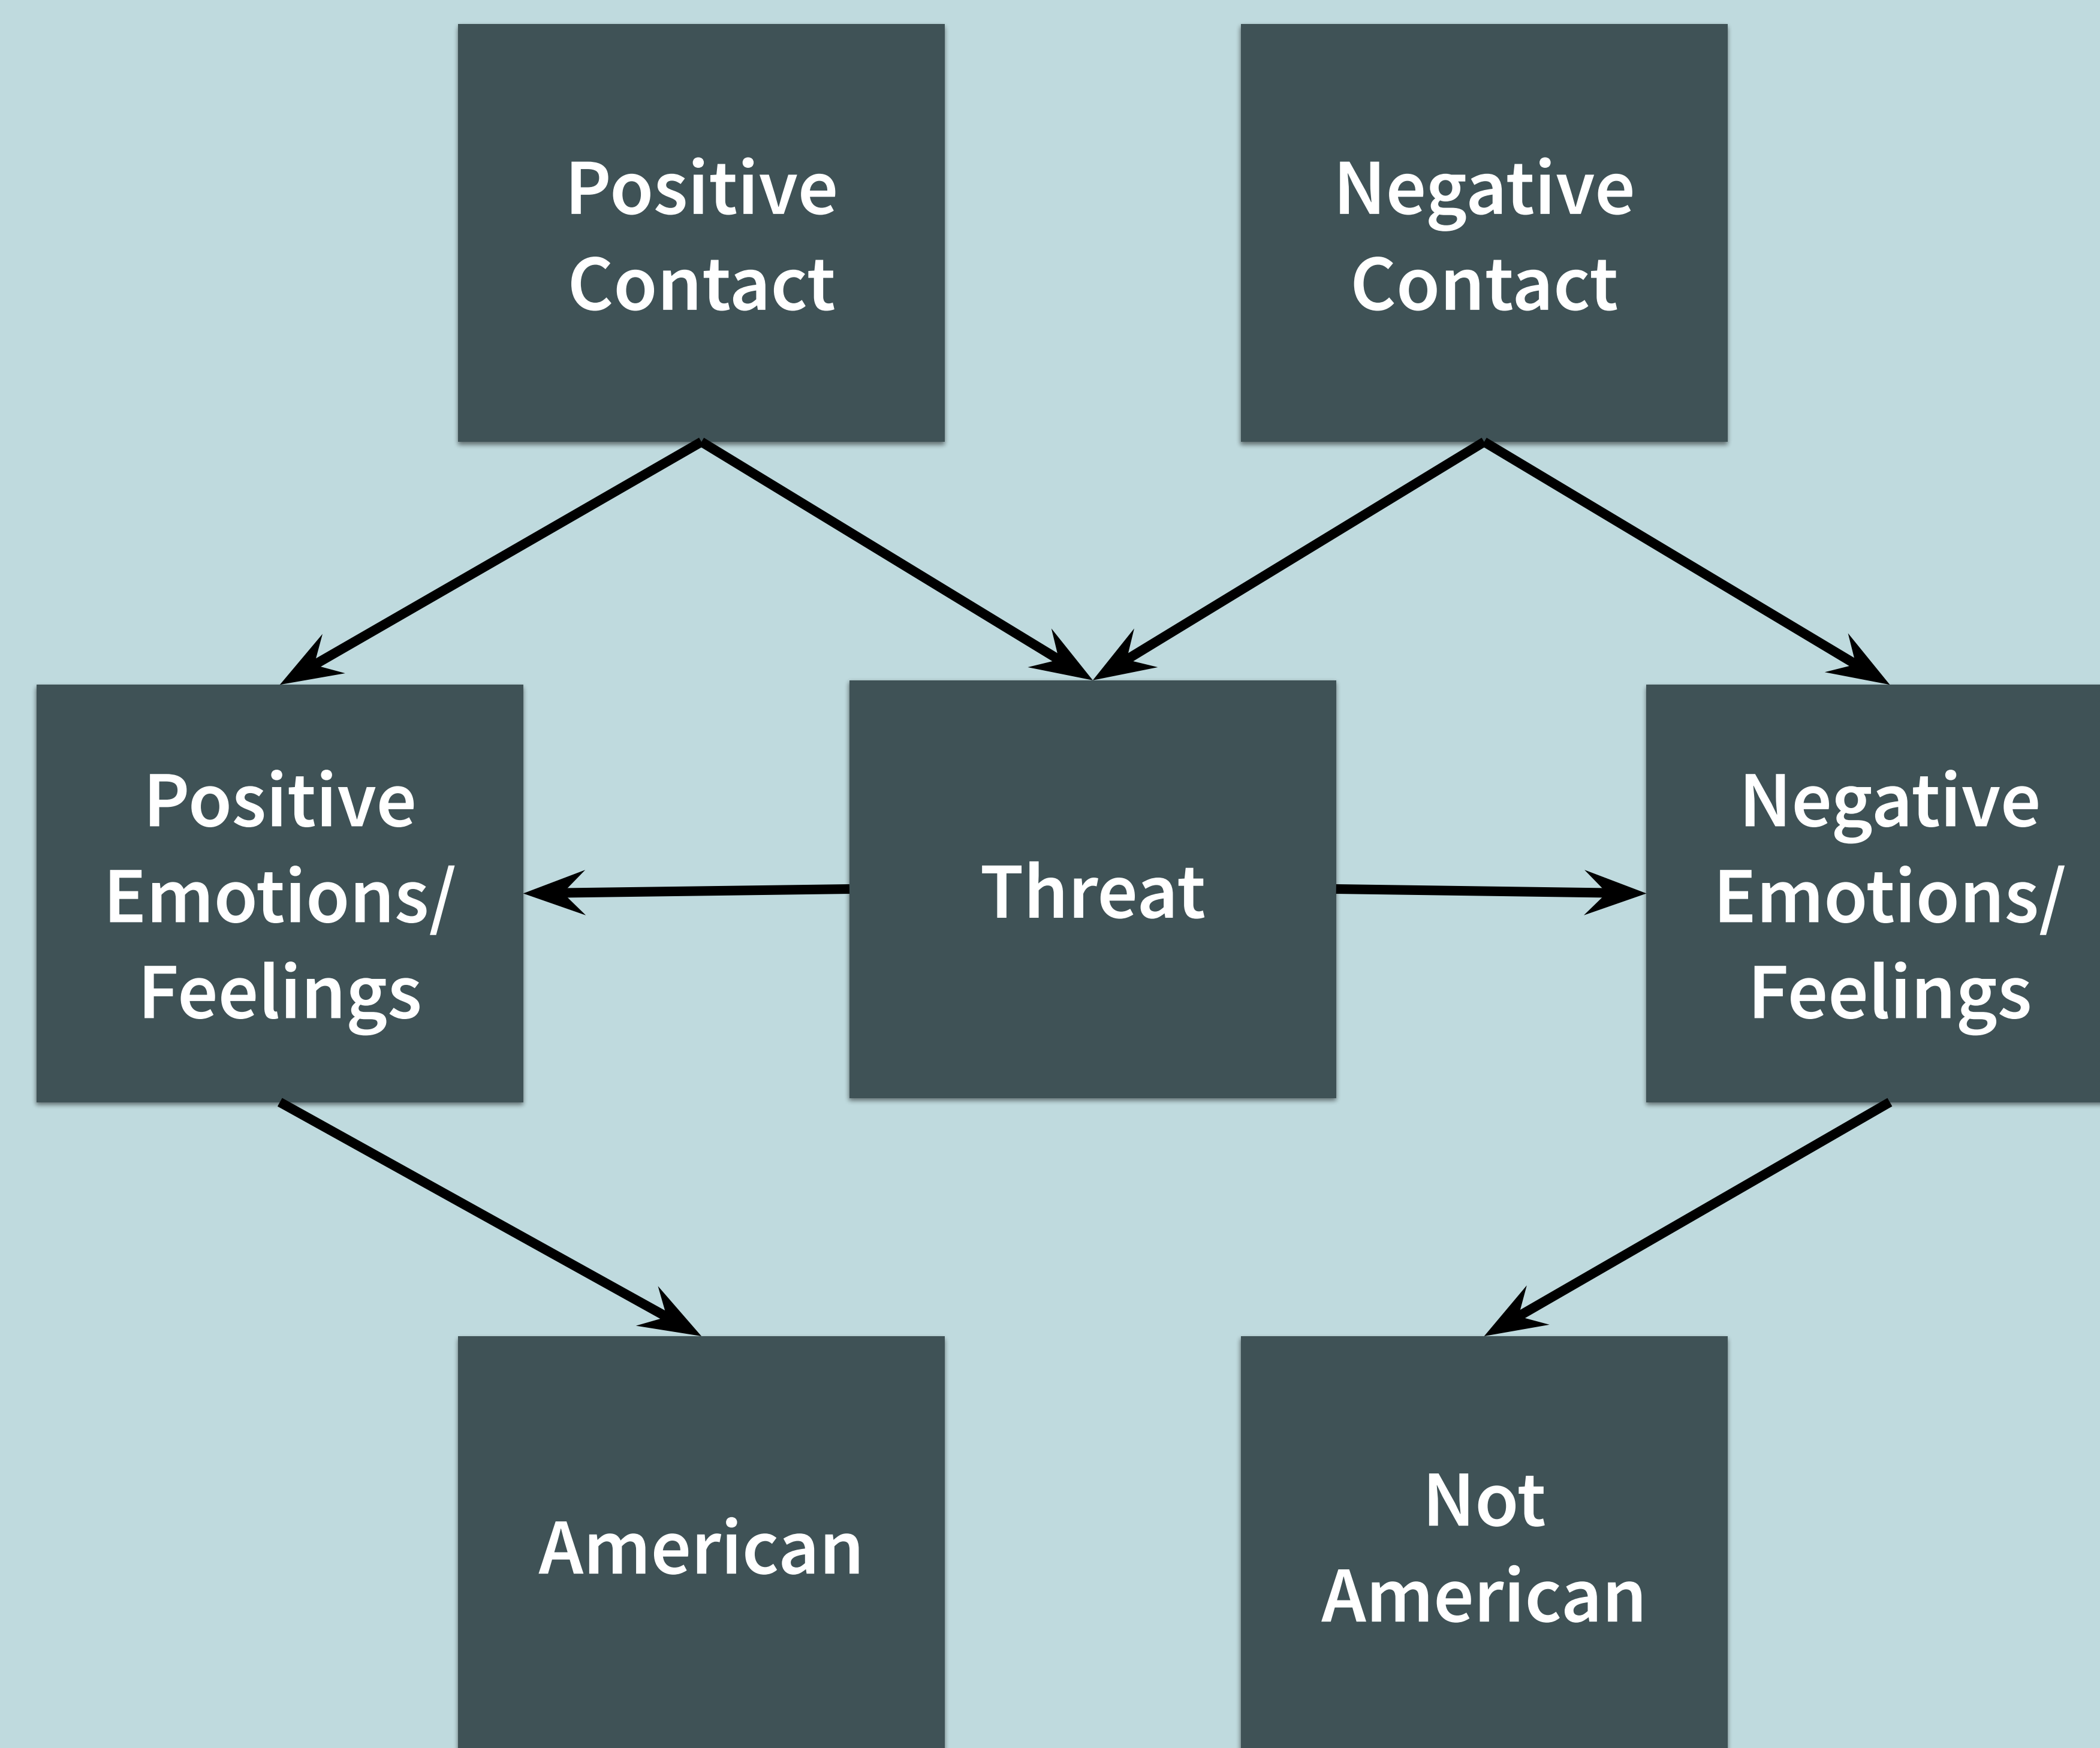 Positive
Contact
Negative
Contact
Positive
Emotions/
Feelings
Threat
Negative
Emotions/
Feelings
American
Not
American